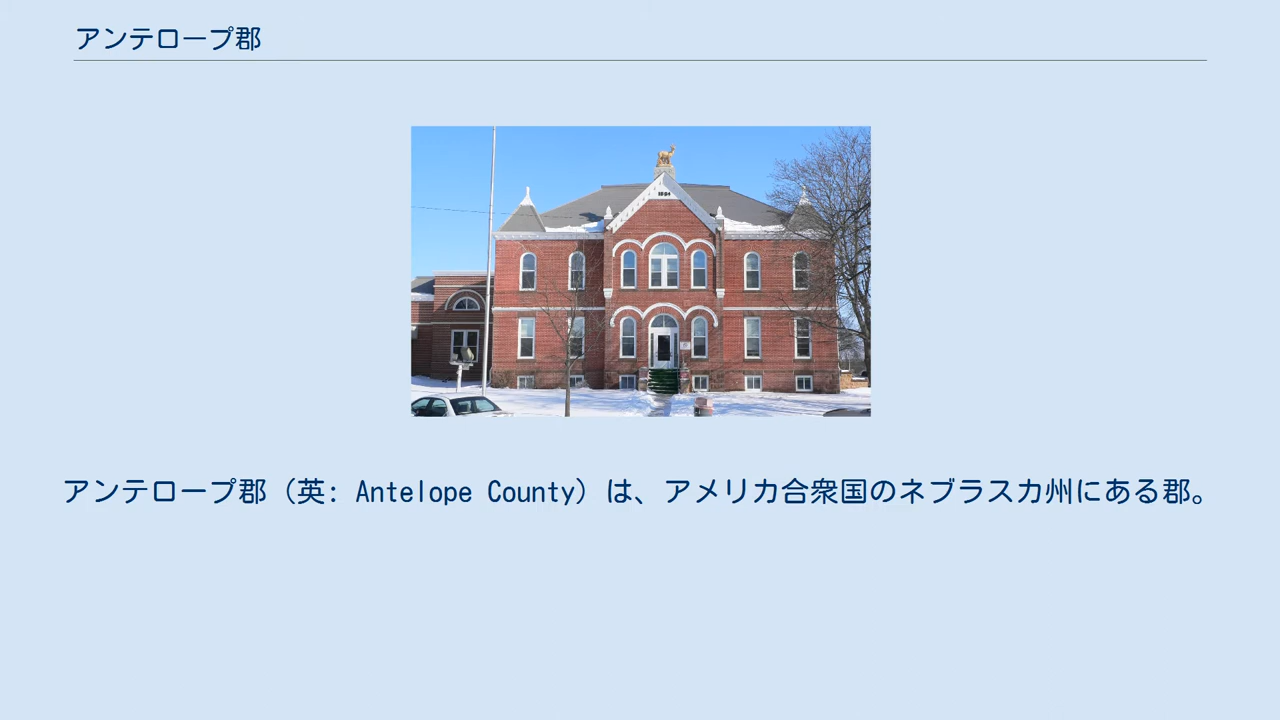 アンテロープ郡
1894
アンテロープ郡（英: Antelope County）は、アメリカ合衆国のネブラスカ州にある郡。